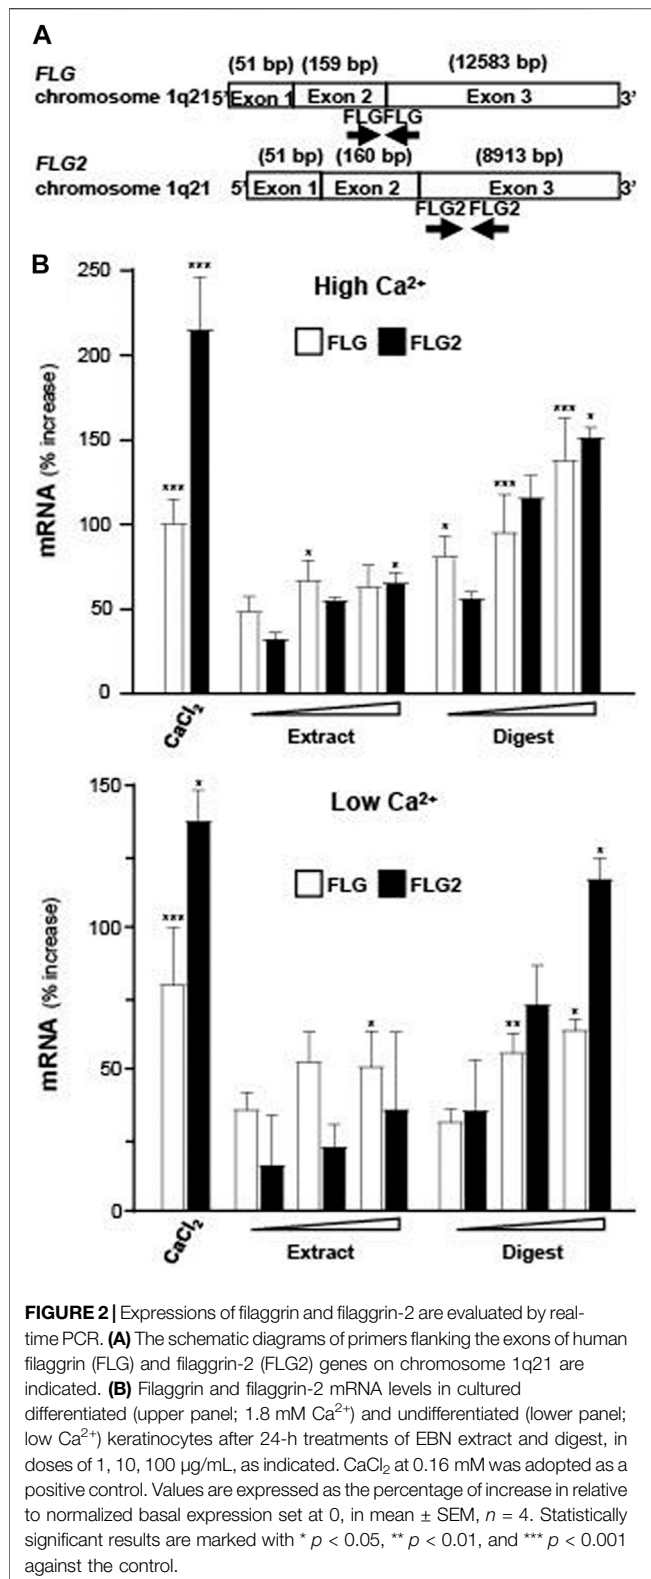 A
(51 bp) (159 bp) (12583 bp)
FLG
chromosome 1q21 5' Exon 1 Exon 2 Exon 3 3'
FLG FLG
FLG2 (51 bp) (160 bp) (8913 bp)
chromosome 1q21 5' Exon 1 Exon 2 Exon 3 3'
FLG2 FLG2
B
High Ca²⁺
FLG FLG2
mRNA (% increase)
250
200
150
100
50
0
*** *** * * * *** *** *
CaCl₂ Extract Digest
Low Ca²⁺
FLG FLG2
mRNA (% increase)
150
100
50
0
*** * * ** * *
CaCl₂ Extract Digest
FIGURE 2 | Expressions of filaggrin and filaggrin-2 are evaluated by real-
time PCR. (A) The schematic diagrams of primers flanking the exons of human
filaggrin (FLG) and filaggrin-2 (FLG2) genes on chromosome 1q21 are
indicated. (B) Filaggrin and filaggrin-2 mRNA levels in cultured
differentiated (upper panel; 1.8 mM Ca²⁺) and undifferentiated (lower panel;
low Ca²⁺) keratinocytes after 24-h treatments of EBN extract and digest, in
doses of 1, 10, 100 μg/mL, as indicated. CaCl₂ at 0.16 mM was adopted as a
positive control. Values are expressed as the percentage of increase in relative
to normalized basal expression set at 0, in mean ± SEM, n = 4. Statistically
significant results are marked with * p < 0.05, ** p < 0.01, and *** p < 0.001
against the control.